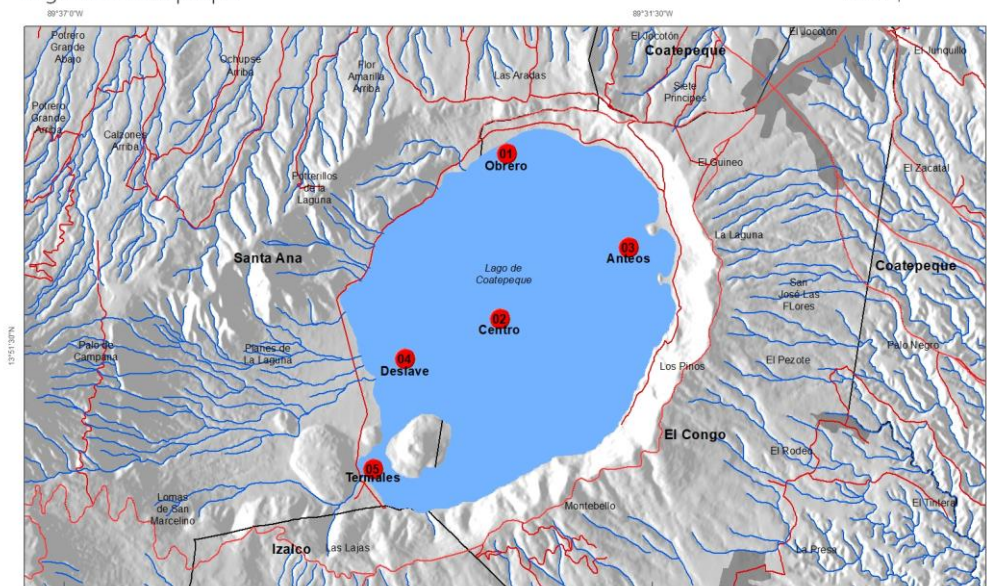 89°37'0"W
89°31'30"W
13°51'30"N
Potrero
Grande
Abajo
Ochupse
Arriba
Flor
Amarilla
Arriba
Las Aradas
El Jocotón
Coatepeque
El Jocotón
El Junquillo
Siete
Principes
Potrero
Grande
Arriba
Calzones
Arriba
01
Obrero
El Guineo
El Zacatal
Potrerillos
de la
Laguna
Santa Ana
03
Anteos
La Laguna
Coatepeque
Lago de
Coatepeque
San
José Las
FLores
02
Centro
Palo de
Campana
Planes de
La Laguna
04
Deslave
Los Pinos
El Pezote
Palo Negro
El Congo
El Rodeo
05
Termales
Lomas
de San
Marcelino
Montebello
Izalco
Las Lajas
La Presa